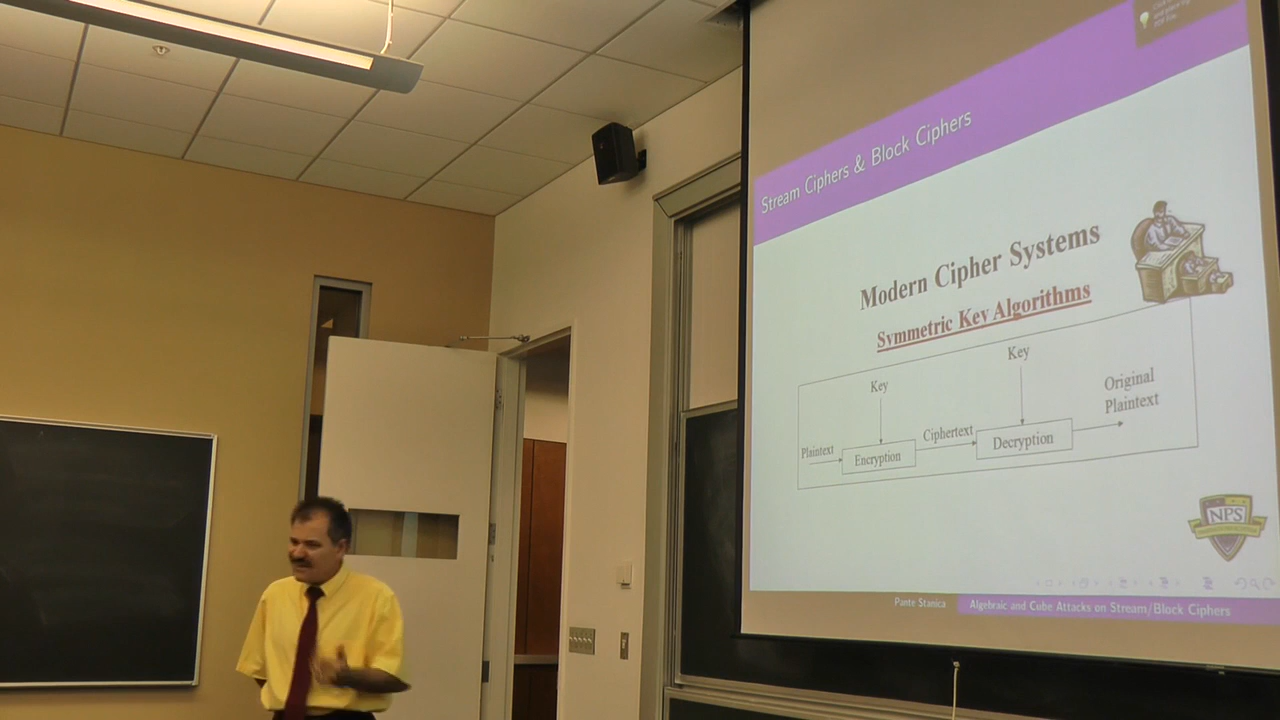 Stream Ciphers & Block Ciphers
Modern Cipher Systems
Symmetric Key Algorithms
Key
Key
Original
Plaintext
Plaintext
Encryption
Ciphertext
Decryption
NPS
Pante Stanica
Algebraic and Cube Attacks on Stream/Block Ciphers